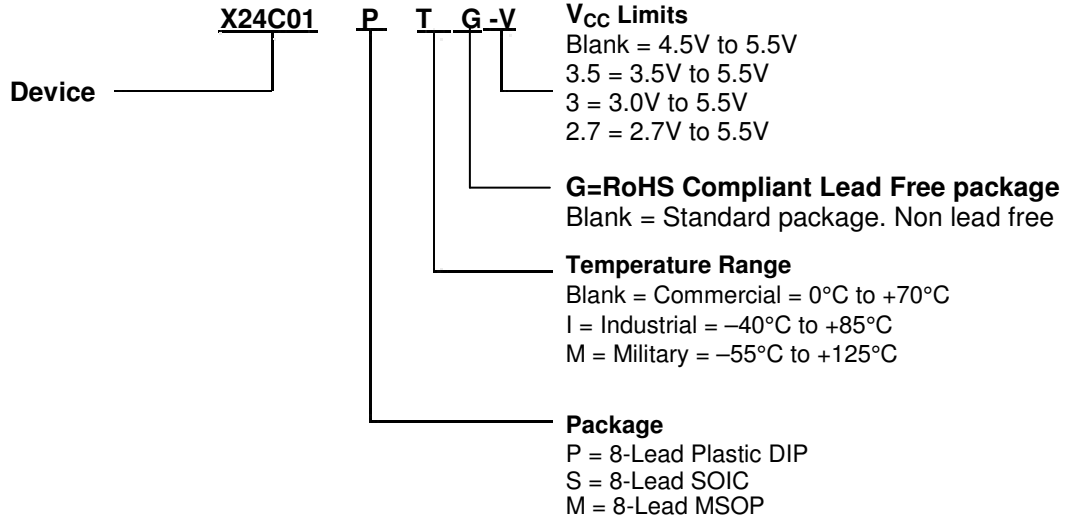 X24C01 P T G -V
Device
VCC Limits
Blank = 4.5V to 5.5V
3.5 = 3.5V to 5.5V
3 = 3.0V to 5.5V
2.7 = 2.7V to 5.5V
G=RoHS Compliant Lead Free package
Blank = Standard package. Non lead free
Temperature Range
Blank = Commercial = 0°C to +70°C
I = Industrial = –40°C to +85°C
M = Military = –55°C to +125°C
Package
P = 8-Lead Plastic DIP
S = 8-Lead SOIC
M = 8-Lead MSOP